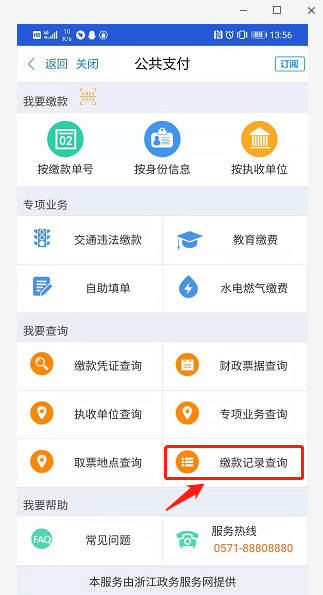 HD 4G 10 K/s 89 13:56
返回 关闭 公共支付 订阅
我要缴款
02
按缴款单号 按身份信息 按执收单位
专项业务
交通违法缴款 教育缴费
自助填单 水电燃气缴费
我要查询
缴款凭证查询 财政票据查询
执收单位查询 专项业务查询
取票地点查询 缴款记录查询
我要帮助
FAQ 常见问题 服务热线
0571-88808880
本服务由浙江政务服务网提供